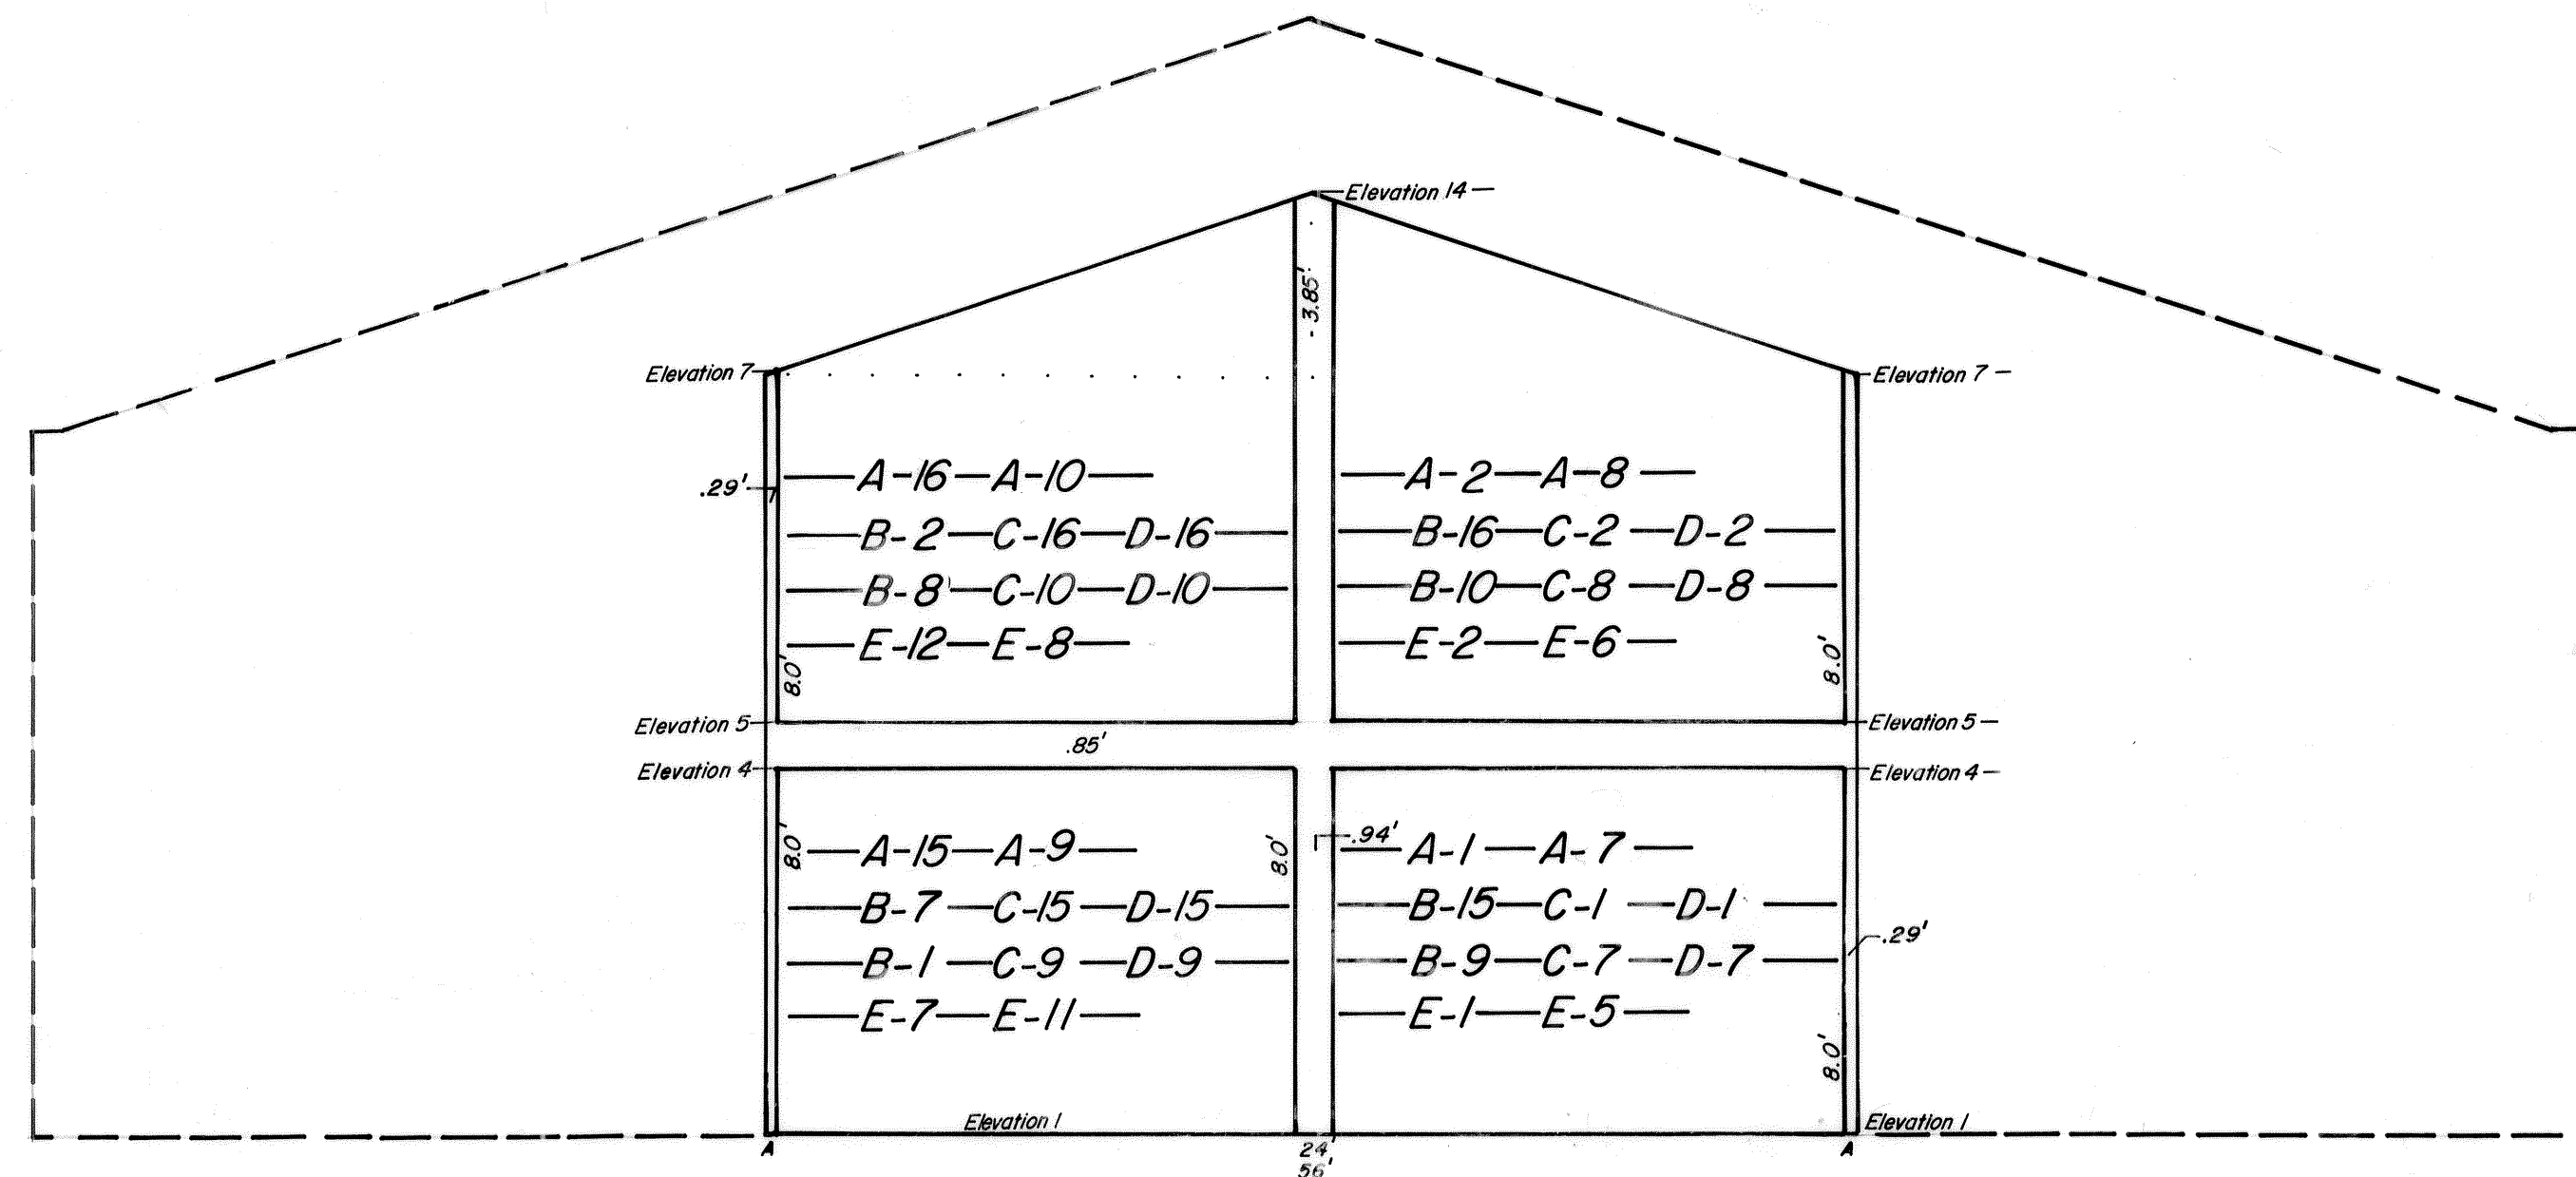 Elevation 14
3.85'
Elevation 7
Elevation 7
A-16 A-10
A-2 A-8
.29'
B-2 C-16 D-16
B-16 C-2 D-2
B-8 C-10 D-10
B-10 C-8 D-8
E-12 E-8
E-2 E-6
8.0'
8.0'
Elevation 5
Elevation 5
.85'
Elevation 4
Elevation 4
8.0'
A-15 A-9
8.0'
.94'
A-1 A-7
B-7 C-15 D-15
B-15 C-1 D-1
.29'
B-1 C-9 D-9
B-9 C-7 D-7
E-7 E-11
E-1 E-5
8.0'
Elevation 1
Elevation 1
A
24'
A
56'